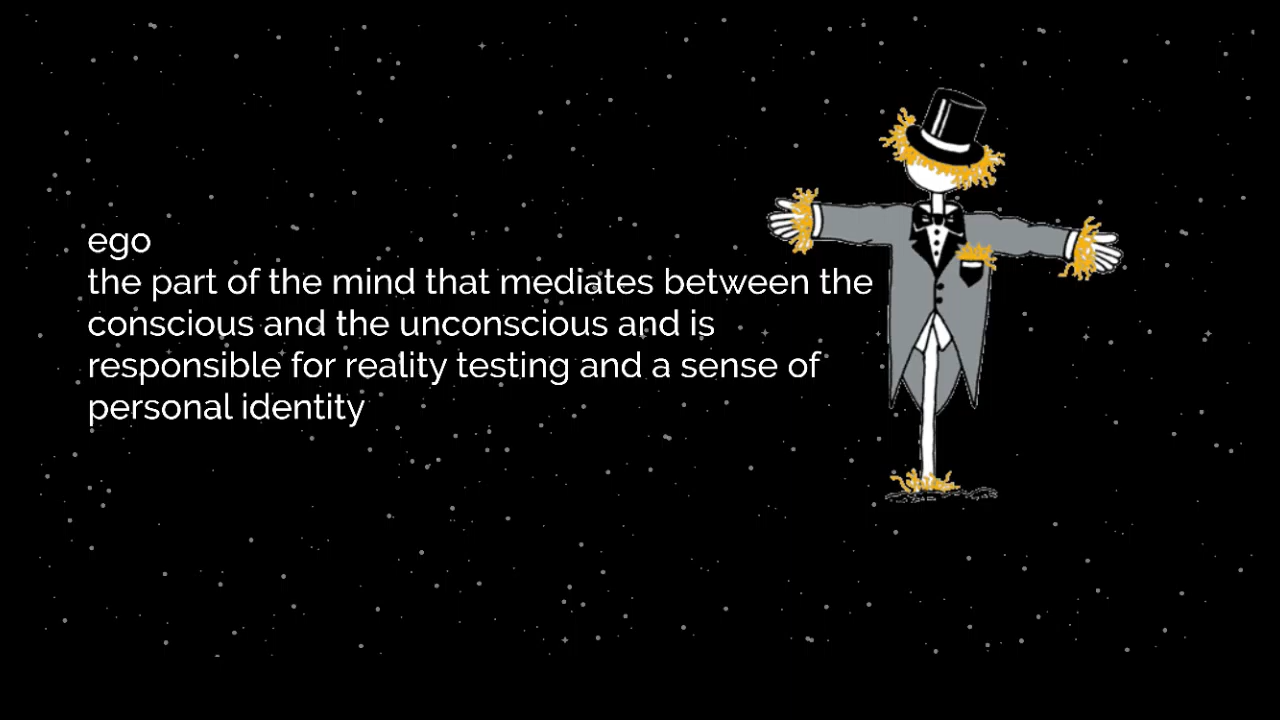 ego
the part of the mind that mediates between the
conscious and the unconscious and is
responsible for reality testing and a sense of
personal identity